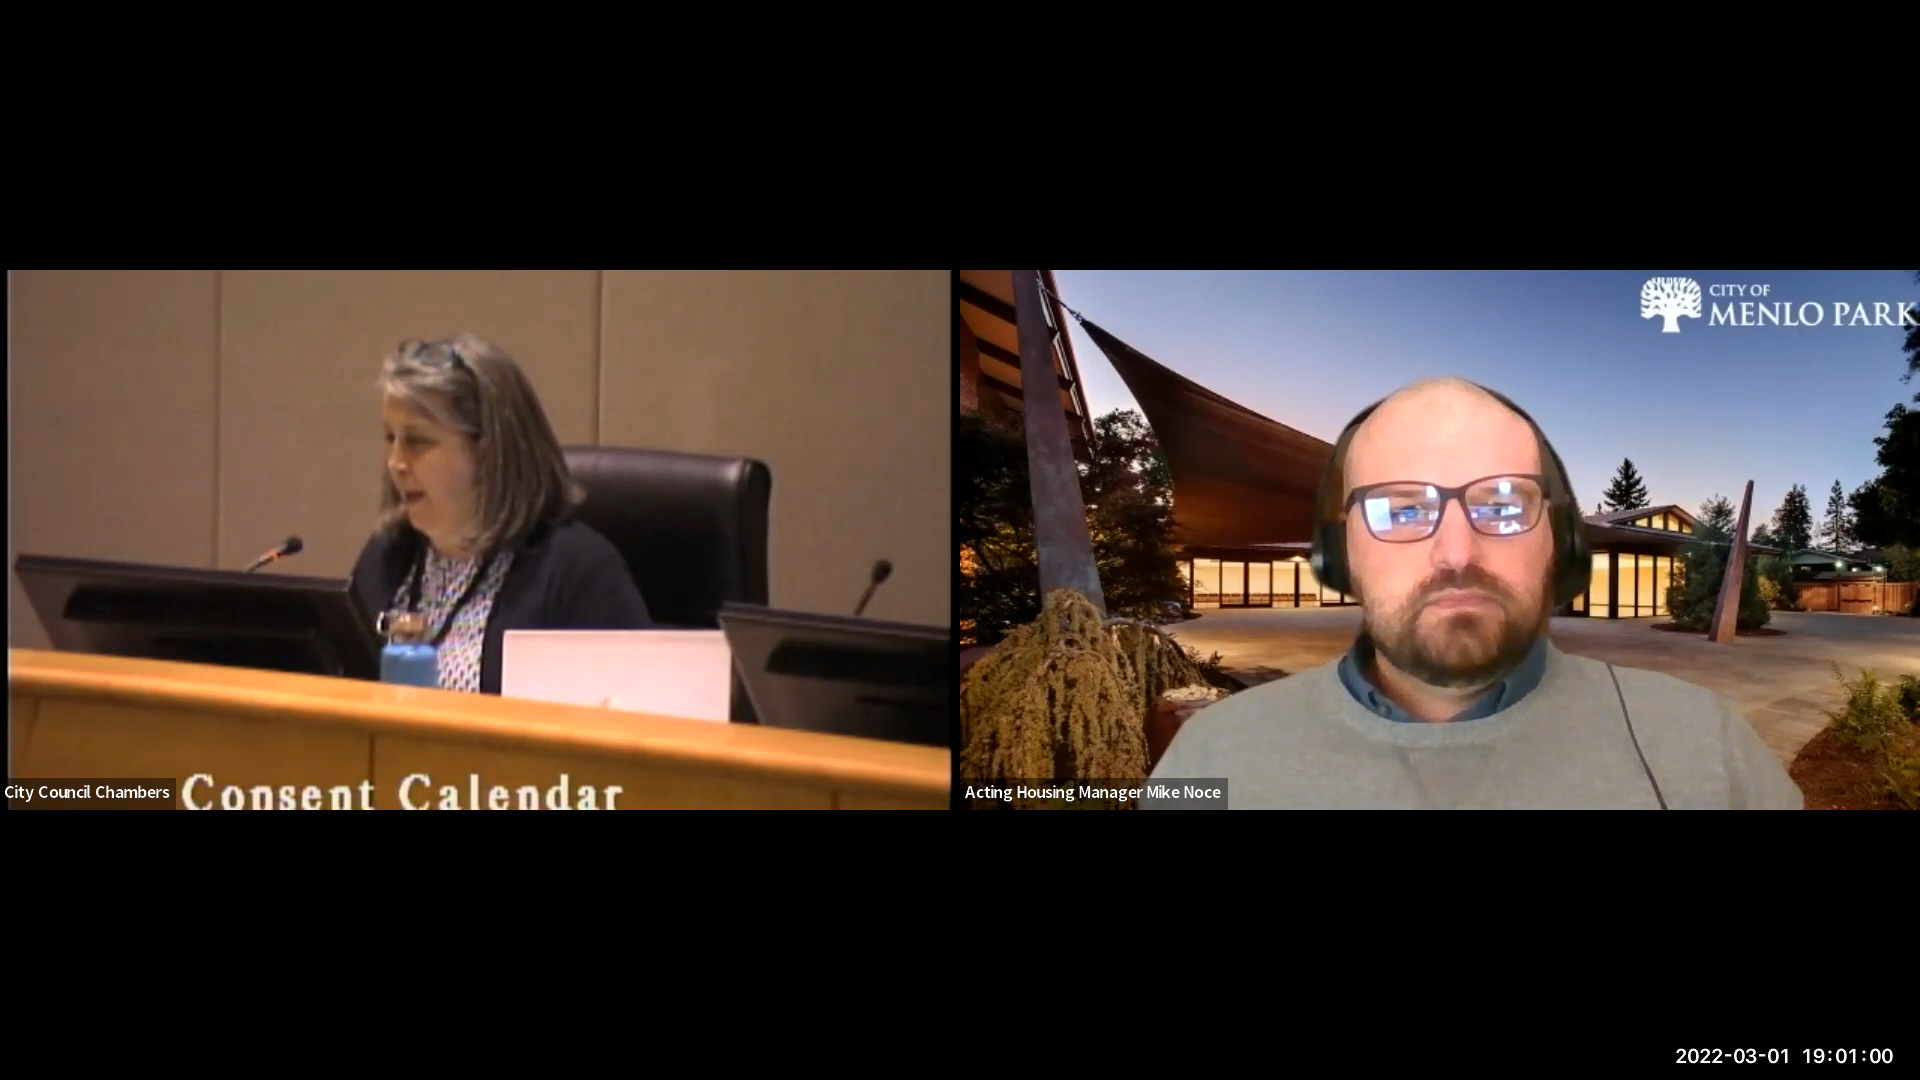 CITY OF
MENLO PARK
City Council Chambers
Consent Calendar
Acting Housing Manager Mike Noce
2022-03-01 19:01:00